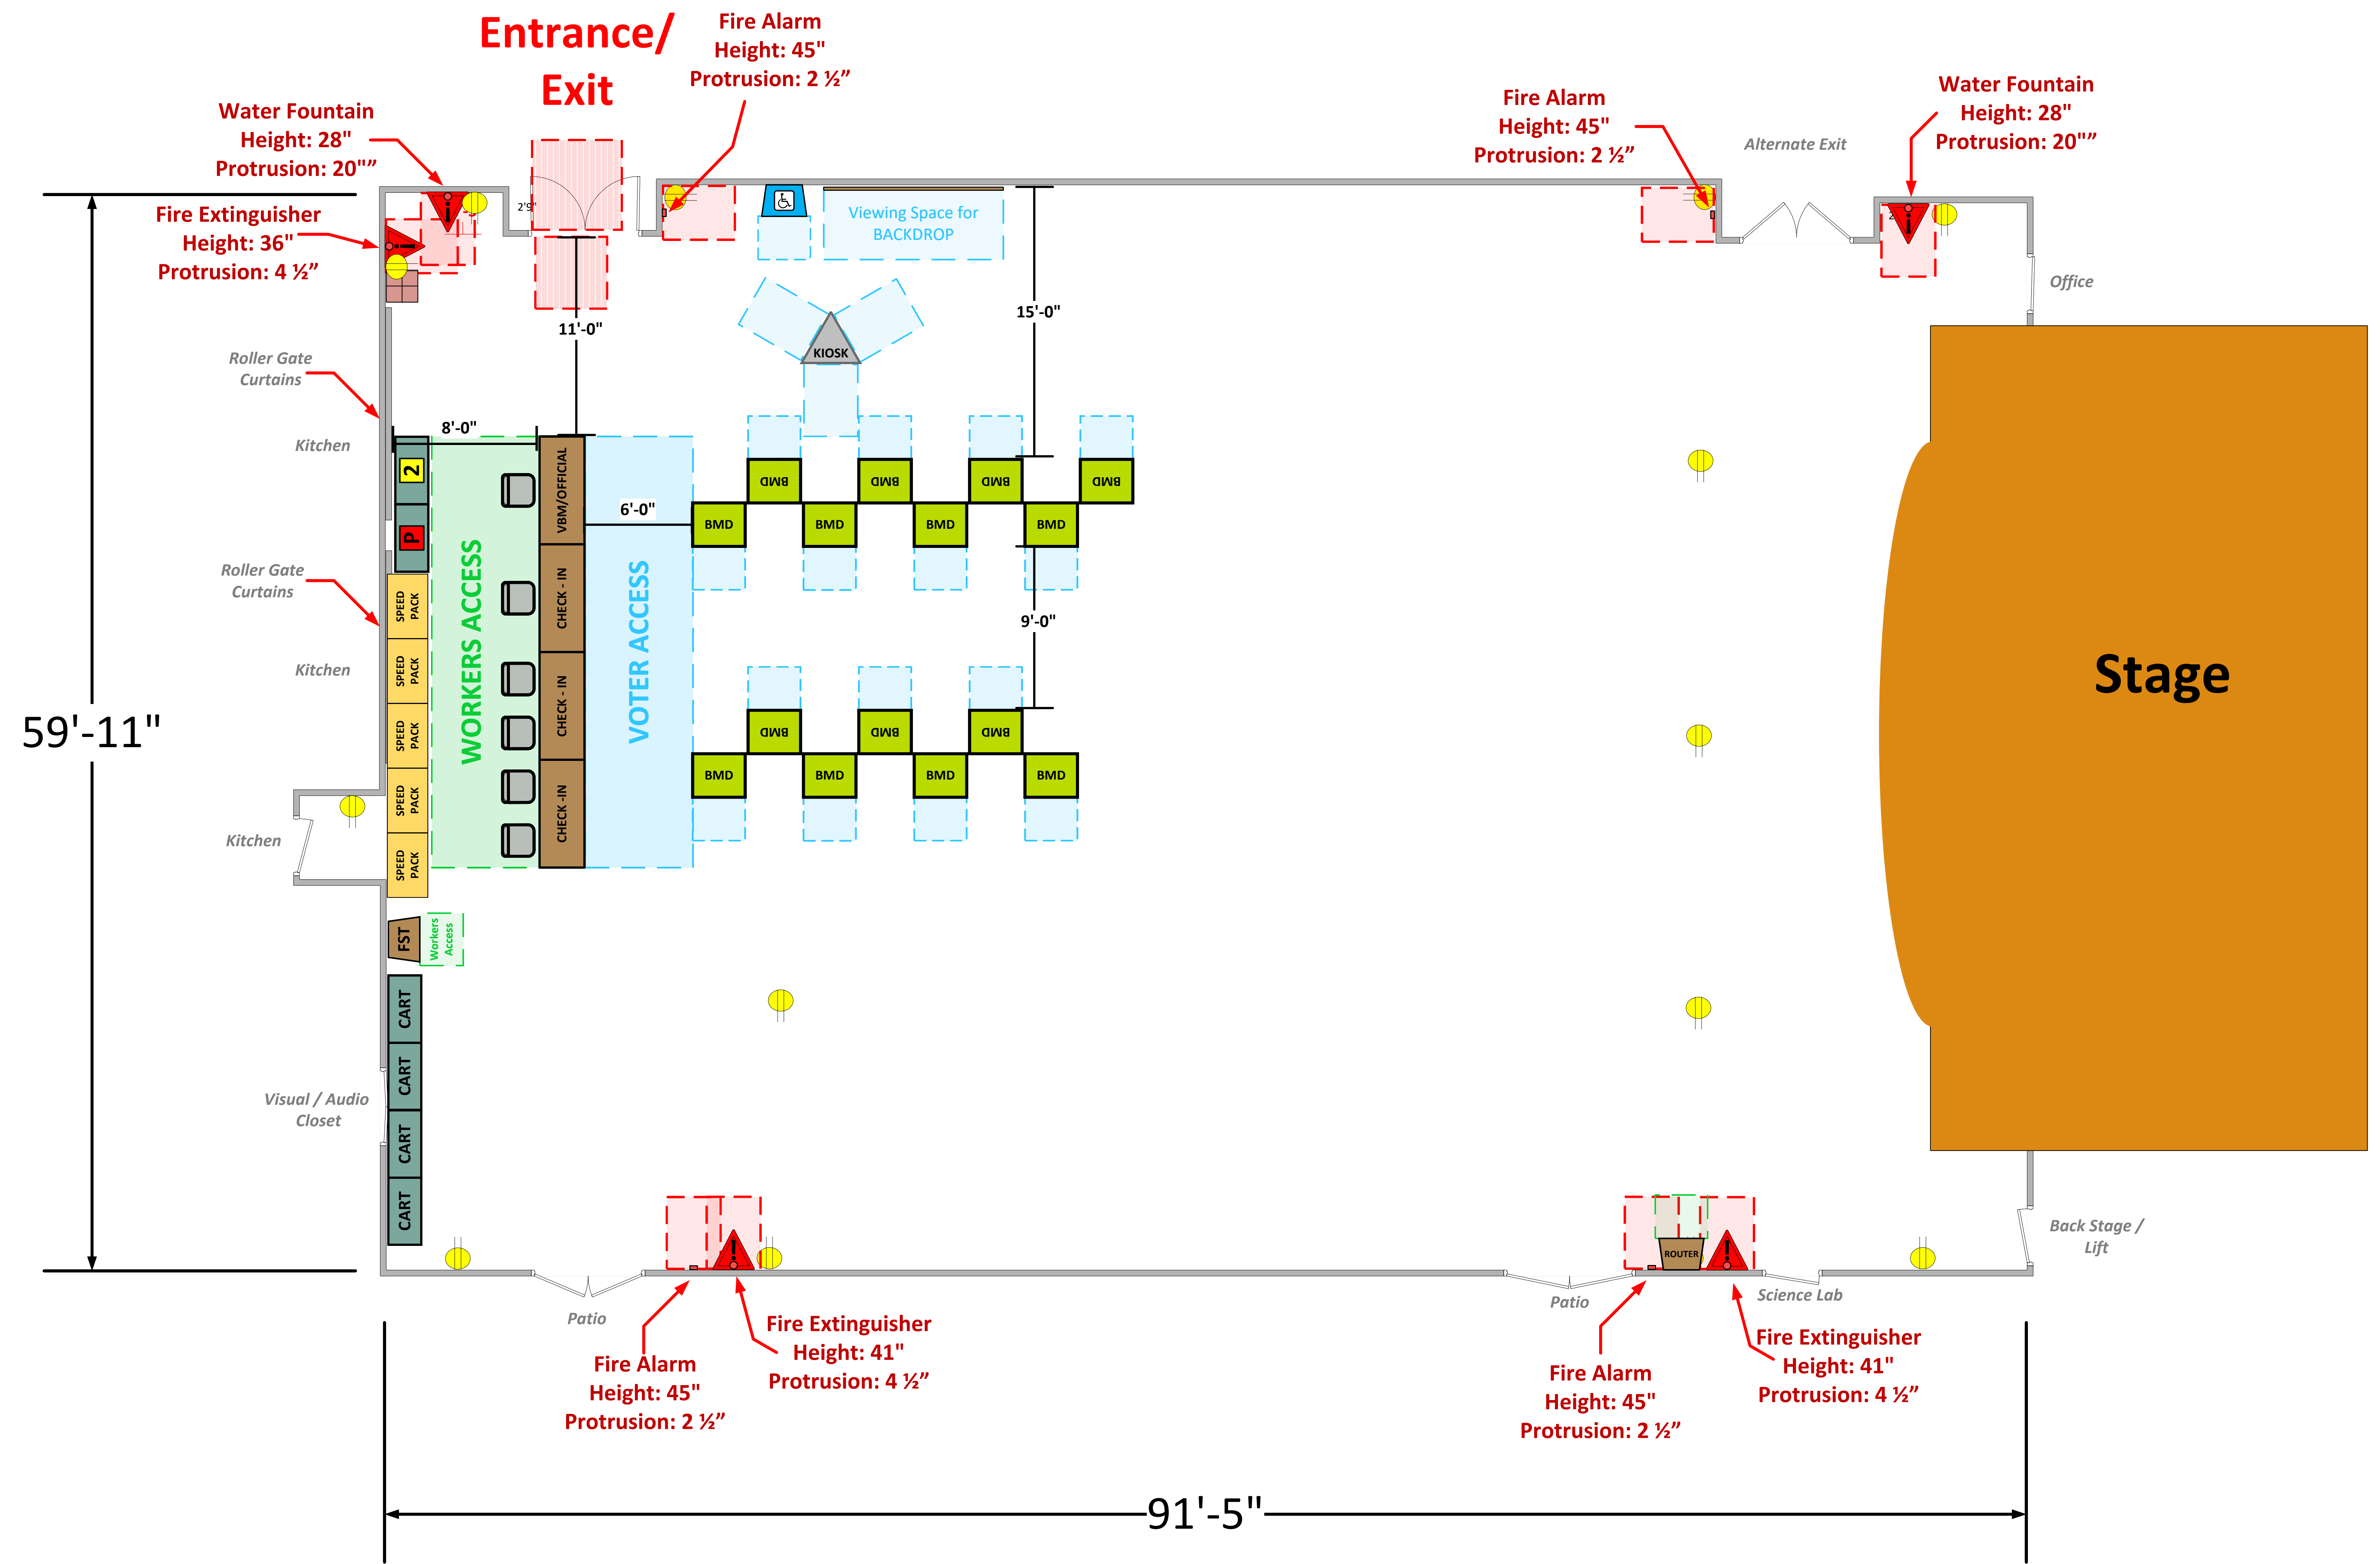 Entrance/
Exit
Fire Alarm
Height: 45"
Protrusion: 2 ½”
Water Fountain
Height: 28"
Protrusion: 20"”
Fire Extinguisher
Height: 36"
Protrusion: 4 ½”
Fire Alarm
Height: 45"
Protrusion: 2 ½”
Alternate Exit
Water Fountain
Height: 28"
Protrusion: 20"”
2'9"
Viewing Space for
BACKDROP
Office
11'-0"
15'-0"
KIOSK
Roller Gate
Curtains
Kitchen
8'-0"
2
P
VBM/OFFICIAL
CHECK - IN
CHECK - IN
CHECK -IN
WORKERS ACCESS
VOTER ACCESS
6'-0"
BMD
BMD
BMD
BMD
BMD
BMD
BMD
BMD
9'-0"
Roller Gate
Curtains
Kitchen
SPEED
PACK
SPEED
PACK
SPEED
PACK
SPEED
PACK
SPEED
PACK
BMD
BMD
BMD
BMD
BMD
BMD
BMD
Stage
59'-11"
Kitchen
FST
Workers
Access
CART
CART
CART
CART
Visual / Audio
Closet
ROUTER
Back Stage /
Lift
Patio
Patio
Science Lab
Fire Alarm
Height: 45"
Protrusion: 2 ½”
Fire Extinguisher
Height: 41"
Protrusion: 4 ½”
Fire Alarm
Height: 45"
Protrusion: 2 ½”
Fire Extinguisher
Height: 41"
Protrusion: 4 ½”
91'-5"